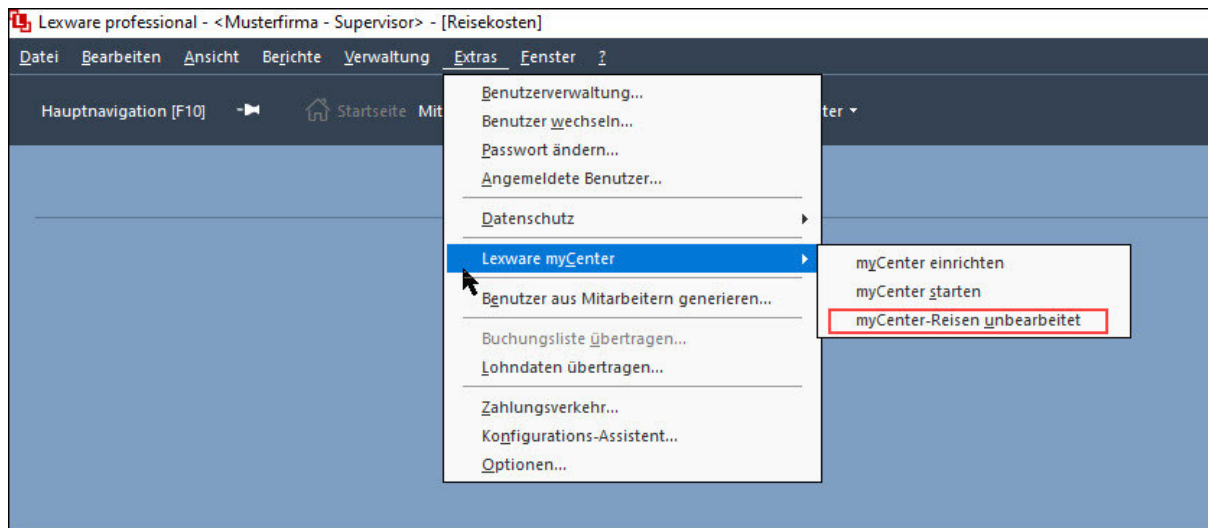 Lexware professional - <Musterfirma - Supervisor> - [Reisekosten]
Datei Bearbeiten Ansicht Berichte Verwaltung Extras Fenster ?
Hauptnavigation [F10] Startseite Mit ter
Benutzerverwaltung...
Benutzer wechseln...
Passwort ändern...
Angemeldete Benutzer...
Datenschutz
Lexware myCenter
Benutzer aus Mitarbeitern generieren...
Buchungsliste übertragen...
Lohndaten übertragen...
Zahlungsverkehr...
Konfigurations-Assistent...
Optionen...
myCenter einrichten
myCenter starten
myCenter-Reisen unbearbeitet